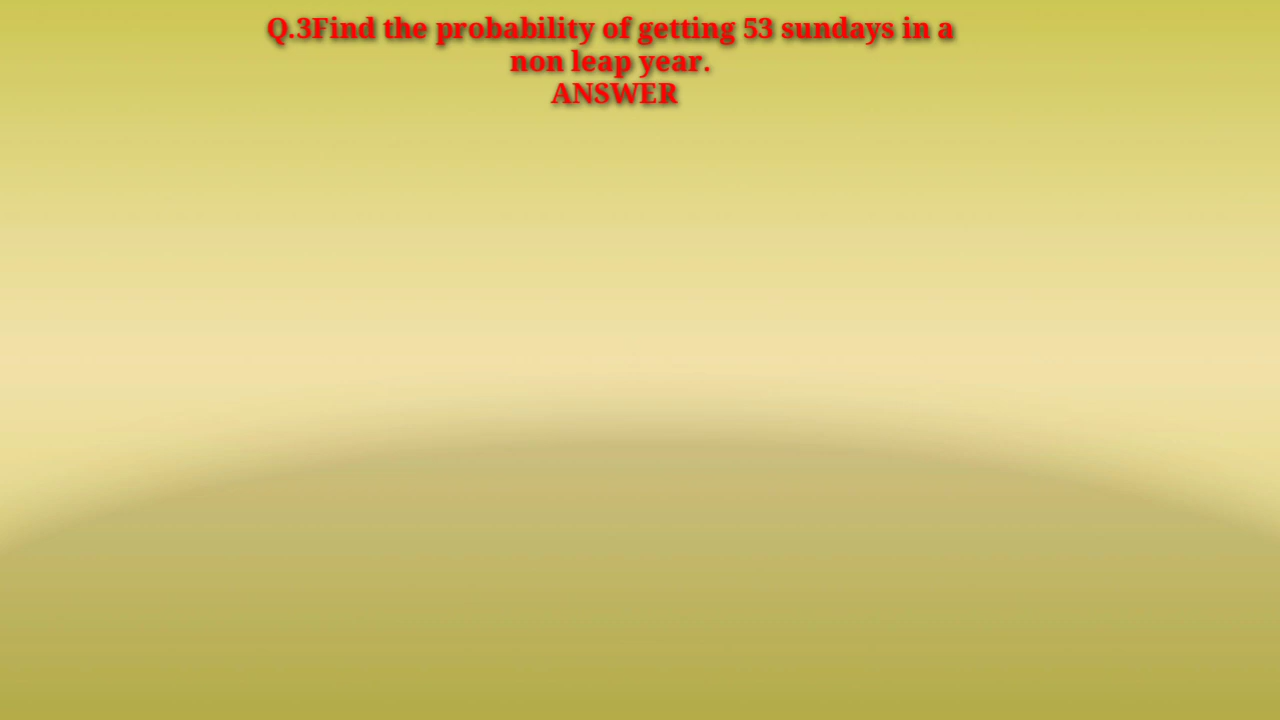 Q.3Find the probability of getting 53 sundays in a
non leap year.
ANSWER